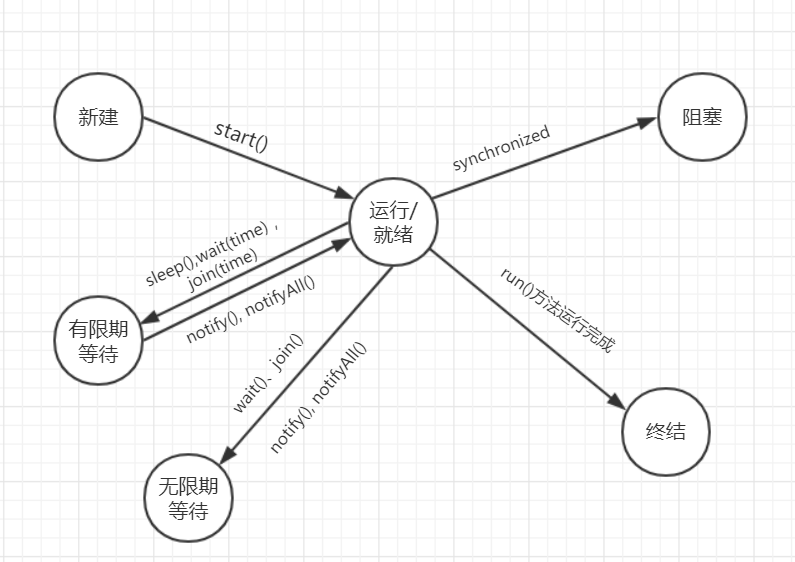 新建
start()
synchronized
阻塞
运行/
就绪
sleep(),wait(time)，
join(time)
notify(), notifyAll()
有限期
等待
run()方法运行完成
wait()、join()
notify(), notifyAll()
终结
无限期
等待